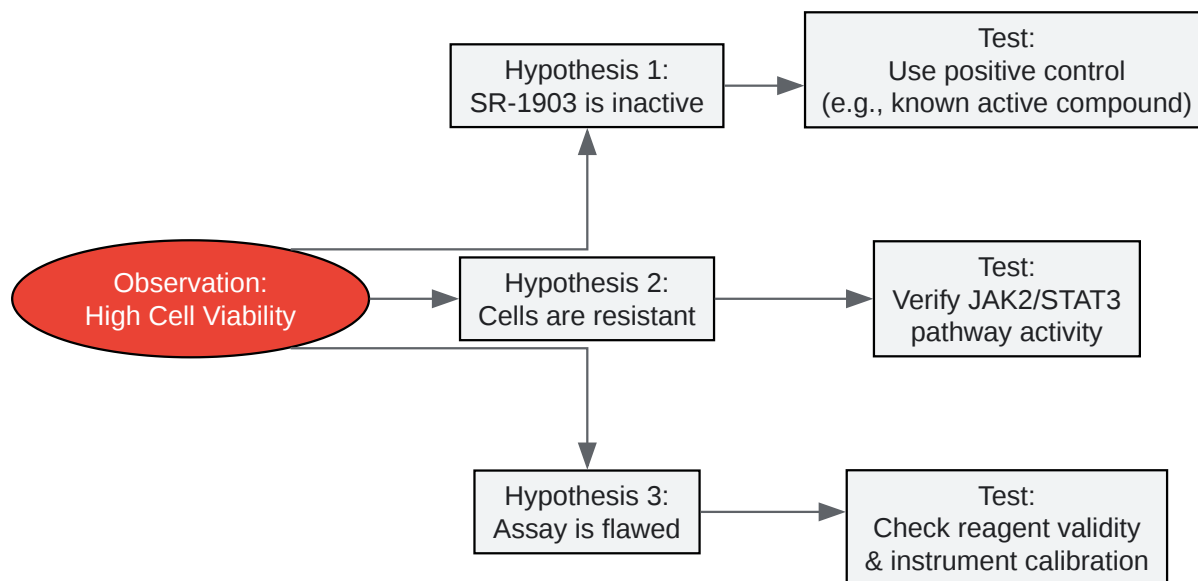 Observation:
High Cell Viability
Hypothesis 1:
SR-1903 is inactive
Test:
Use positive control
(e.g., known active compound)
Hypothesis 2:
Cells are resistant
Test:
Verify JAK2/STAT3
pathway activity
Hypothesis 3:
Assay is flawed
Test:
Check reagent validity
& instrument calibration